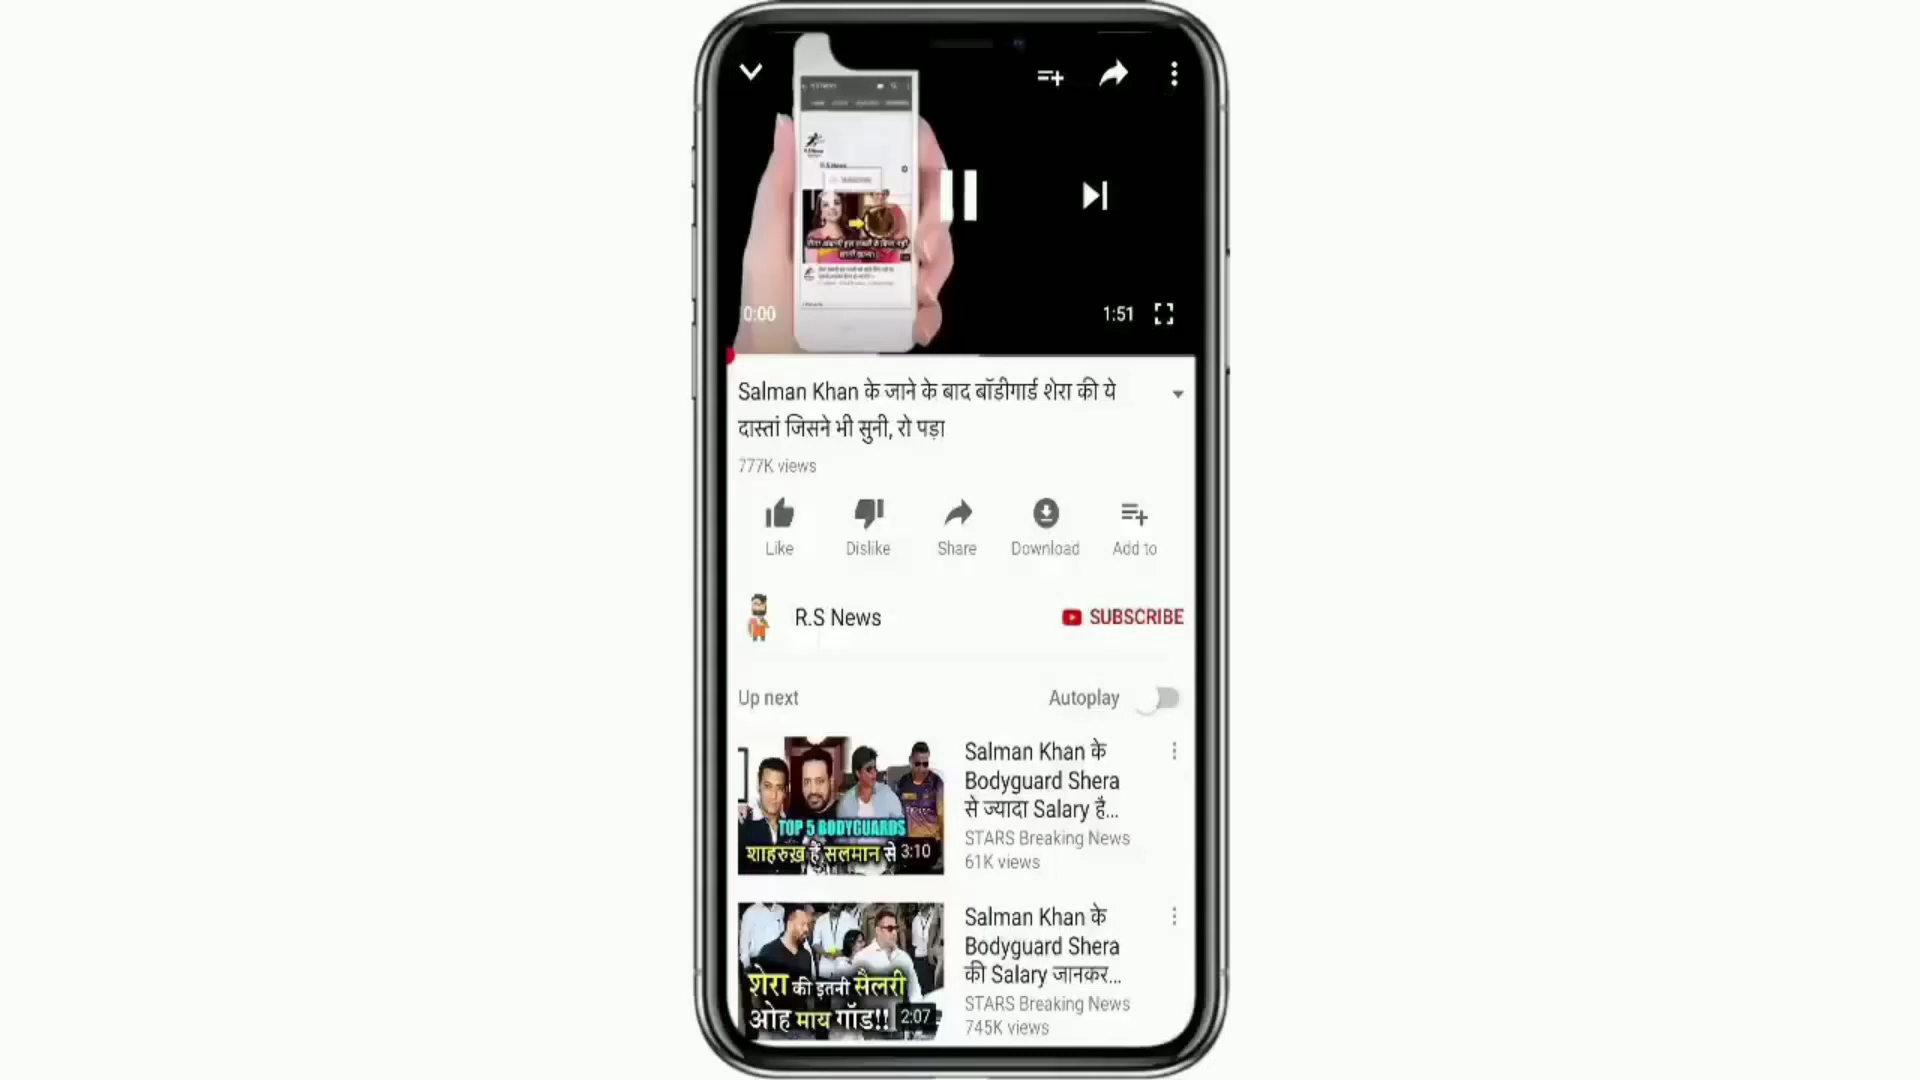 0:00
1:51
Salman Khan के जाने के बाद बॉडीगार्ड शेरा की ये
दास्तां जिसने भी सुनी, रो पड़ा
777K views
Like
Dislike
Share
Download
Add to
R.S News
SUBSCRIBE
Up next
Autoplay
TOP 5 BODYGUARDS
शाहरुख़ हैं सलमान से
3:10
Salman Khan के
Bodyguard Shera
से ज्यादा Salary है...
STARS Breaking News
61K views
शेरा की इतनी सैलरी
ओह माय गॉड!!
2:07
Salman Khan के
Bodyguard Shera
की Salary जानकर...
STARS Breaking News
745K views